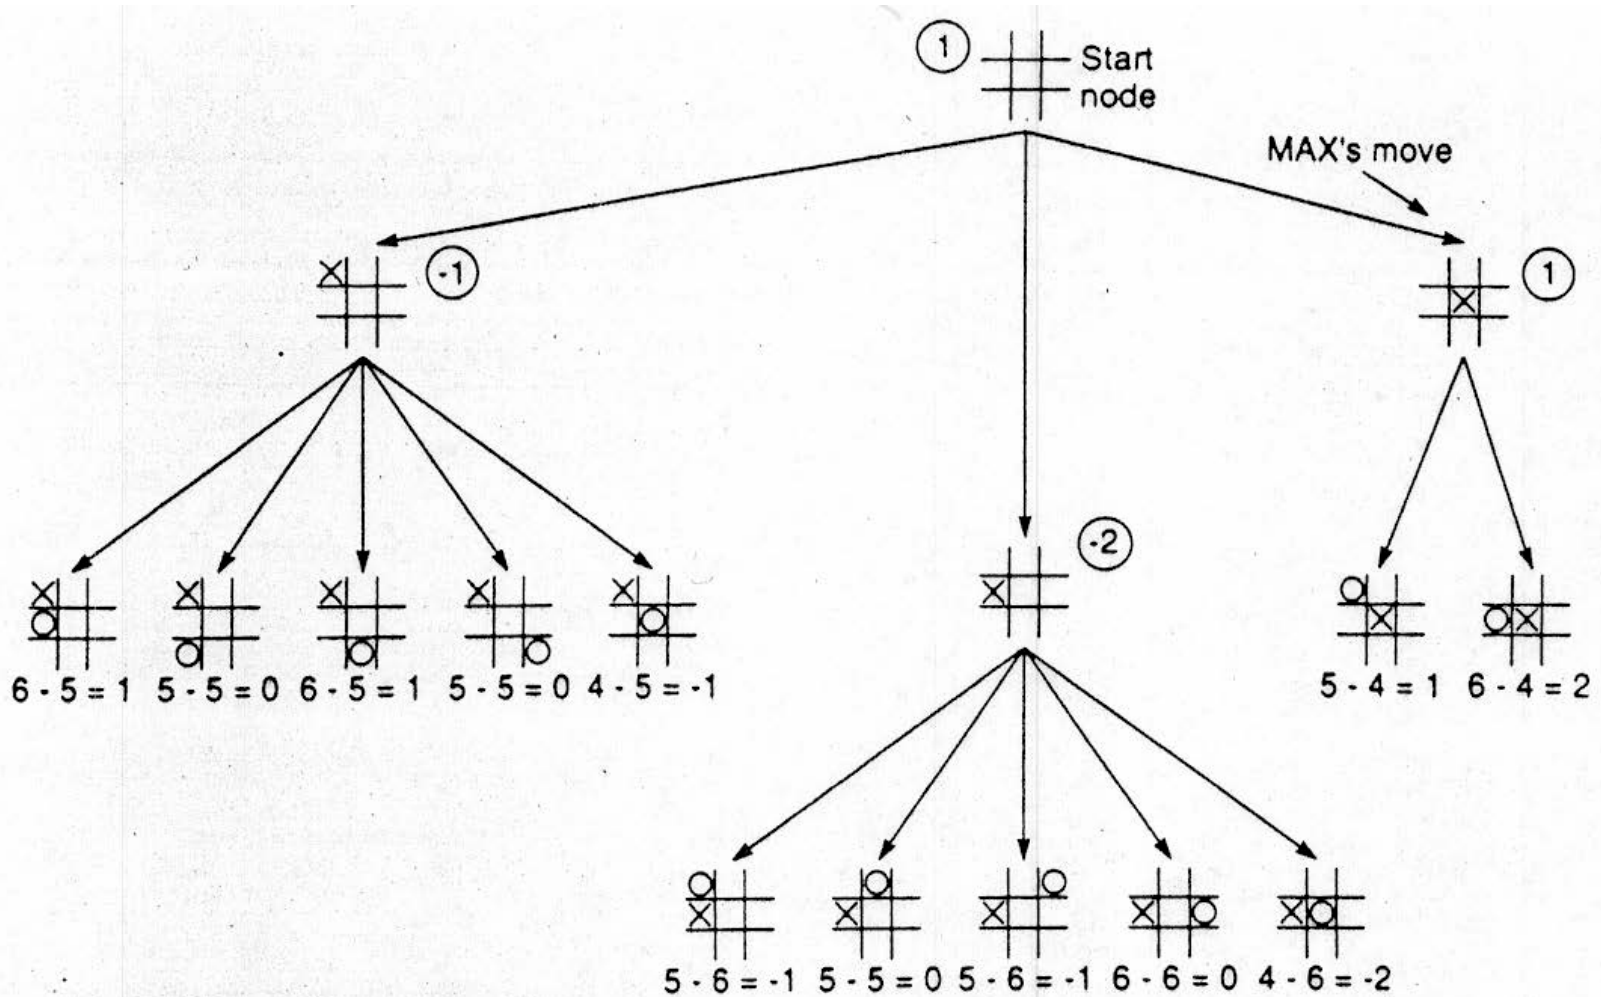 1
Start
node
MAX's move
-1
1
-2
6 - 5 = 1 5 - 5 = 0 6 - 5 = 1 5 - 5 = 0 4 - 5 = -1
5 - 4 = 1 6 - 4 = 2
5 - 6 = -1 5 - 5 = 0 5 - 6 = -1 6 - 6 = 0 4 - 6 = -2